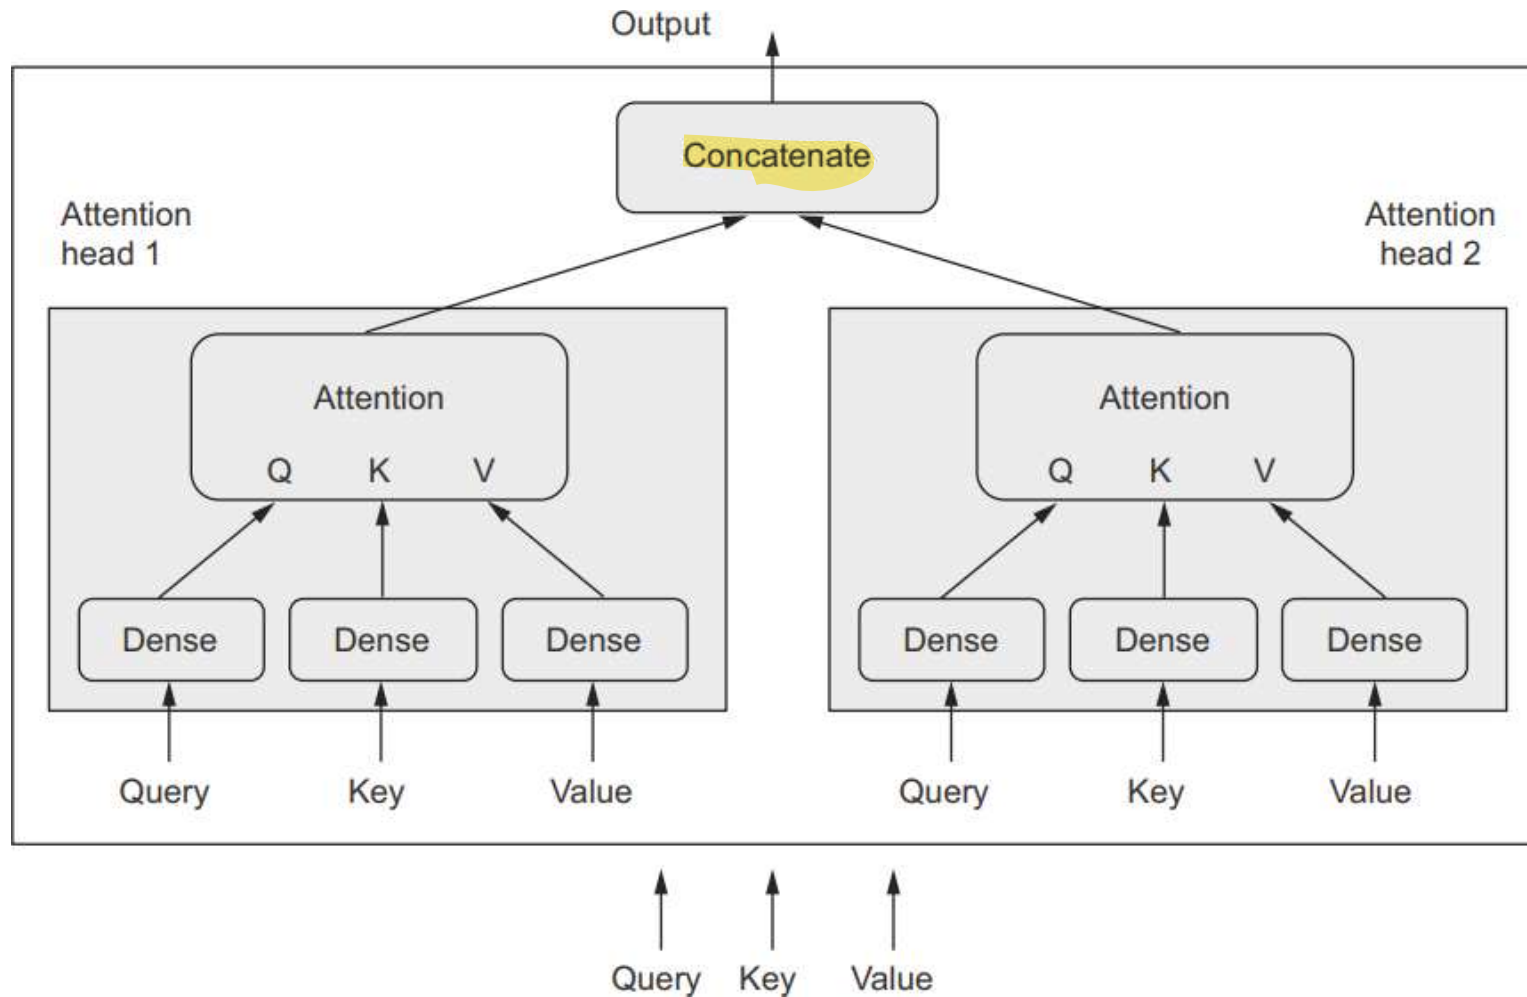 Output
Concatenate
Attention
head 1
Attention
head 2
Attention
Q K V
Attention
Q K V
Dense Dense Dense
Dense Dense Dense
Query Key Value
Query Key Value
Query Key Value